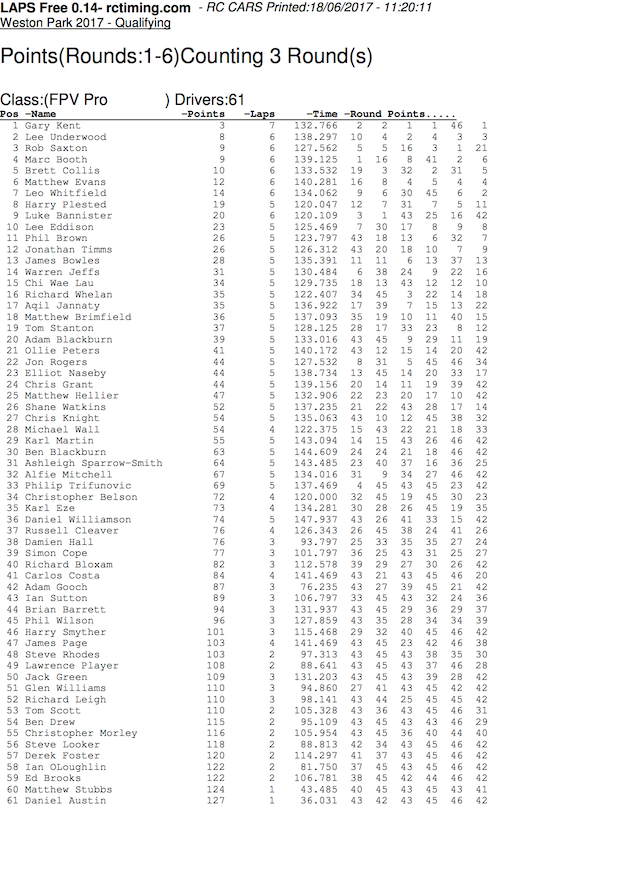 LAPS Free 0.14- rctiming.com - RC CARS Printed:18/06/2017 - 11:20:11
Weston Park 2017 - Qualifying
Points(Rounds:1-6)Counting 3 Round(s)
Class:(FPV Pro ) Drivers:61
Pos -Name -Points -Laps -Time -Round Points.....
1 Gary Kent 3 7 132.766 2 2 1 1 46 1
2 Lee Underwood 8 6 138.297 10 4 2 4 3 3
3 Rob Saxton 9 6 127.562 5 5 16 3 1 21
4 Marc Booth 9 6 139.125 1 16 8 41 2 6
5 Brett Collis 10 6 133.532 19 3 32 2 31 5
6 Matthew Evans 12 6 140.281 16 8 4 5 4 4
7 Leo Whitfield 14 6 134.062 9 6 30 45 6 2
8 Harry Plested 19 5 120.047 12 7 31 7 5 11
9 Luke Bannister 20 6 120.109 3 1 43 25 16 42
10 Lee Eddison 23 5 125.469 7 30 17 8 9 8
11 Phil Brown 26 5 123.797 43 18 13 6 32 7
12 Jonathan Timms 26 5 126.312 43 20 18 10 7 9
13 James Bowles 28 5 135.391 11 11 6 13 37 13
14 Warren Jeffs 31 5 130.484 6 38 24 9 22 16
15 Chi Wae Lau 34 5 129.735 18 13 43 12 12 10
16 Richard Whelan 35 5 122.407 34 45 3 22 14 18
17 Aqil Jannaty 35 5 136.922 17 39 7 15 13 22
18 Matthew Brimfield 36 5 137.093 35 19 10 11 40 15
19 Tom Stanton 37 5 128.125 28 17 33 23 8 12
20 Adam Blackburn 39 5 133.016 43 45 9 29 11 19
21 Ollie Peters 41 5 140.172 43 12 15 14 20 42
22 Jon Rogers 44 5 127.532 8 31 5 45 46 34
23 Elliot Naseby 44 5 138.734 13 45 14 20 33 17
24 Chris Grant 44 5 139.156 20 14 11 19 39 42
25 Matthew Hellier 47 5 132.906 22 23 20 17 10 42
26 Shane Watkins 52 5 137.235 21 22 43 28 17 14
27 Chris Knight 54 5 135.063 43 10 12 45 38 32
28 Michael Wall 54 4 122.375 15 43 22 21 18 33
29 Karl Martin 55 5 143.094 14 15 43 26 46 42
30 Ben Blackburn 63 5 144.609 24 24 21 18 46 42
31 Ashleigh Sparrow-Smith 64 5 143.485 23 40 37 16 36 25
32 Alfie Mitchell 67 5 134.016 31 9 34 27 46 42
33 Philip Trifunovic 69 5 137.469 4 45 43 45 23 42
34 Christopher Belson 72 4 120.000 32 45 19 45 30 23
35 Karl Eze 73 4 134.281 30 28 26 45 19 35
36 Daniel Williamson 74 5 147.937 43 26 41 33 15 42
37 Russell Cleaver 76 4 126.343 26 45 38 24 41 26
38 Damien Hall 76 3 93.797 25 33 35 35 27 24
39 Simon Cope 77 3 101.797 36 25 43 31 25 27
40 Richard Bloxam 82 3 112.578 39 29 27 30 26 42
41 Carlos Costa 84 4 141.469 43 21 43 45 46 20
42 Adam Gooch 87 3 76.235 43 27 39 45 21 42
43 Ian Sutton 89 3 106.797 33 45 43 32 24 36
44 Brian Barrett 94 3 131.937 43 45 29 36 29 37
45 Phil Wilson 96 3 127.859 43 35 28 34 34 39
46 Harry Smyther 101 3 115.468 29 32 40 45 46 42
47 James Page 103 4 141.469 43 45 23 42 46 38
48 Steve Rhodes 103 2 97.313 43 45 43 38 35 30
49 Lawrence Player 108 2 88.641 43 45 43 37 46 28
50 Jack Green 109 3 131.203 43 45 43 39 28 42
51 Glen Williams 110 3 94.860 27 41 43 45 42 42
52 Richard Leigh 110 3 98.141 43 44 25 45 45 42
53 Tom Scott 110 2 105.328 43 36 43 45 46 31
54 Ben Drew 115 2 95.109 43 45 43 43 46 29
55 Christopher Morley 116 2 105.954 43 45 36 40 44 40
56 Steve Looker 118 2 88.813 42 34 43 45 46 42
57 Derek Foster 120 2 114.297 41 37 43 45 46 42
58 Ian OLoughlin 122 2 81.750 37 45 43 45 46 42
59 Ed Brooks 122 2 106.781 38 45 42 44 46 42
60 Matthew Stubbs 124 1 43.485 40 45 43 45 43 41
61 Daniel Austin 127 1 36.031 43 42 43 45 46 42